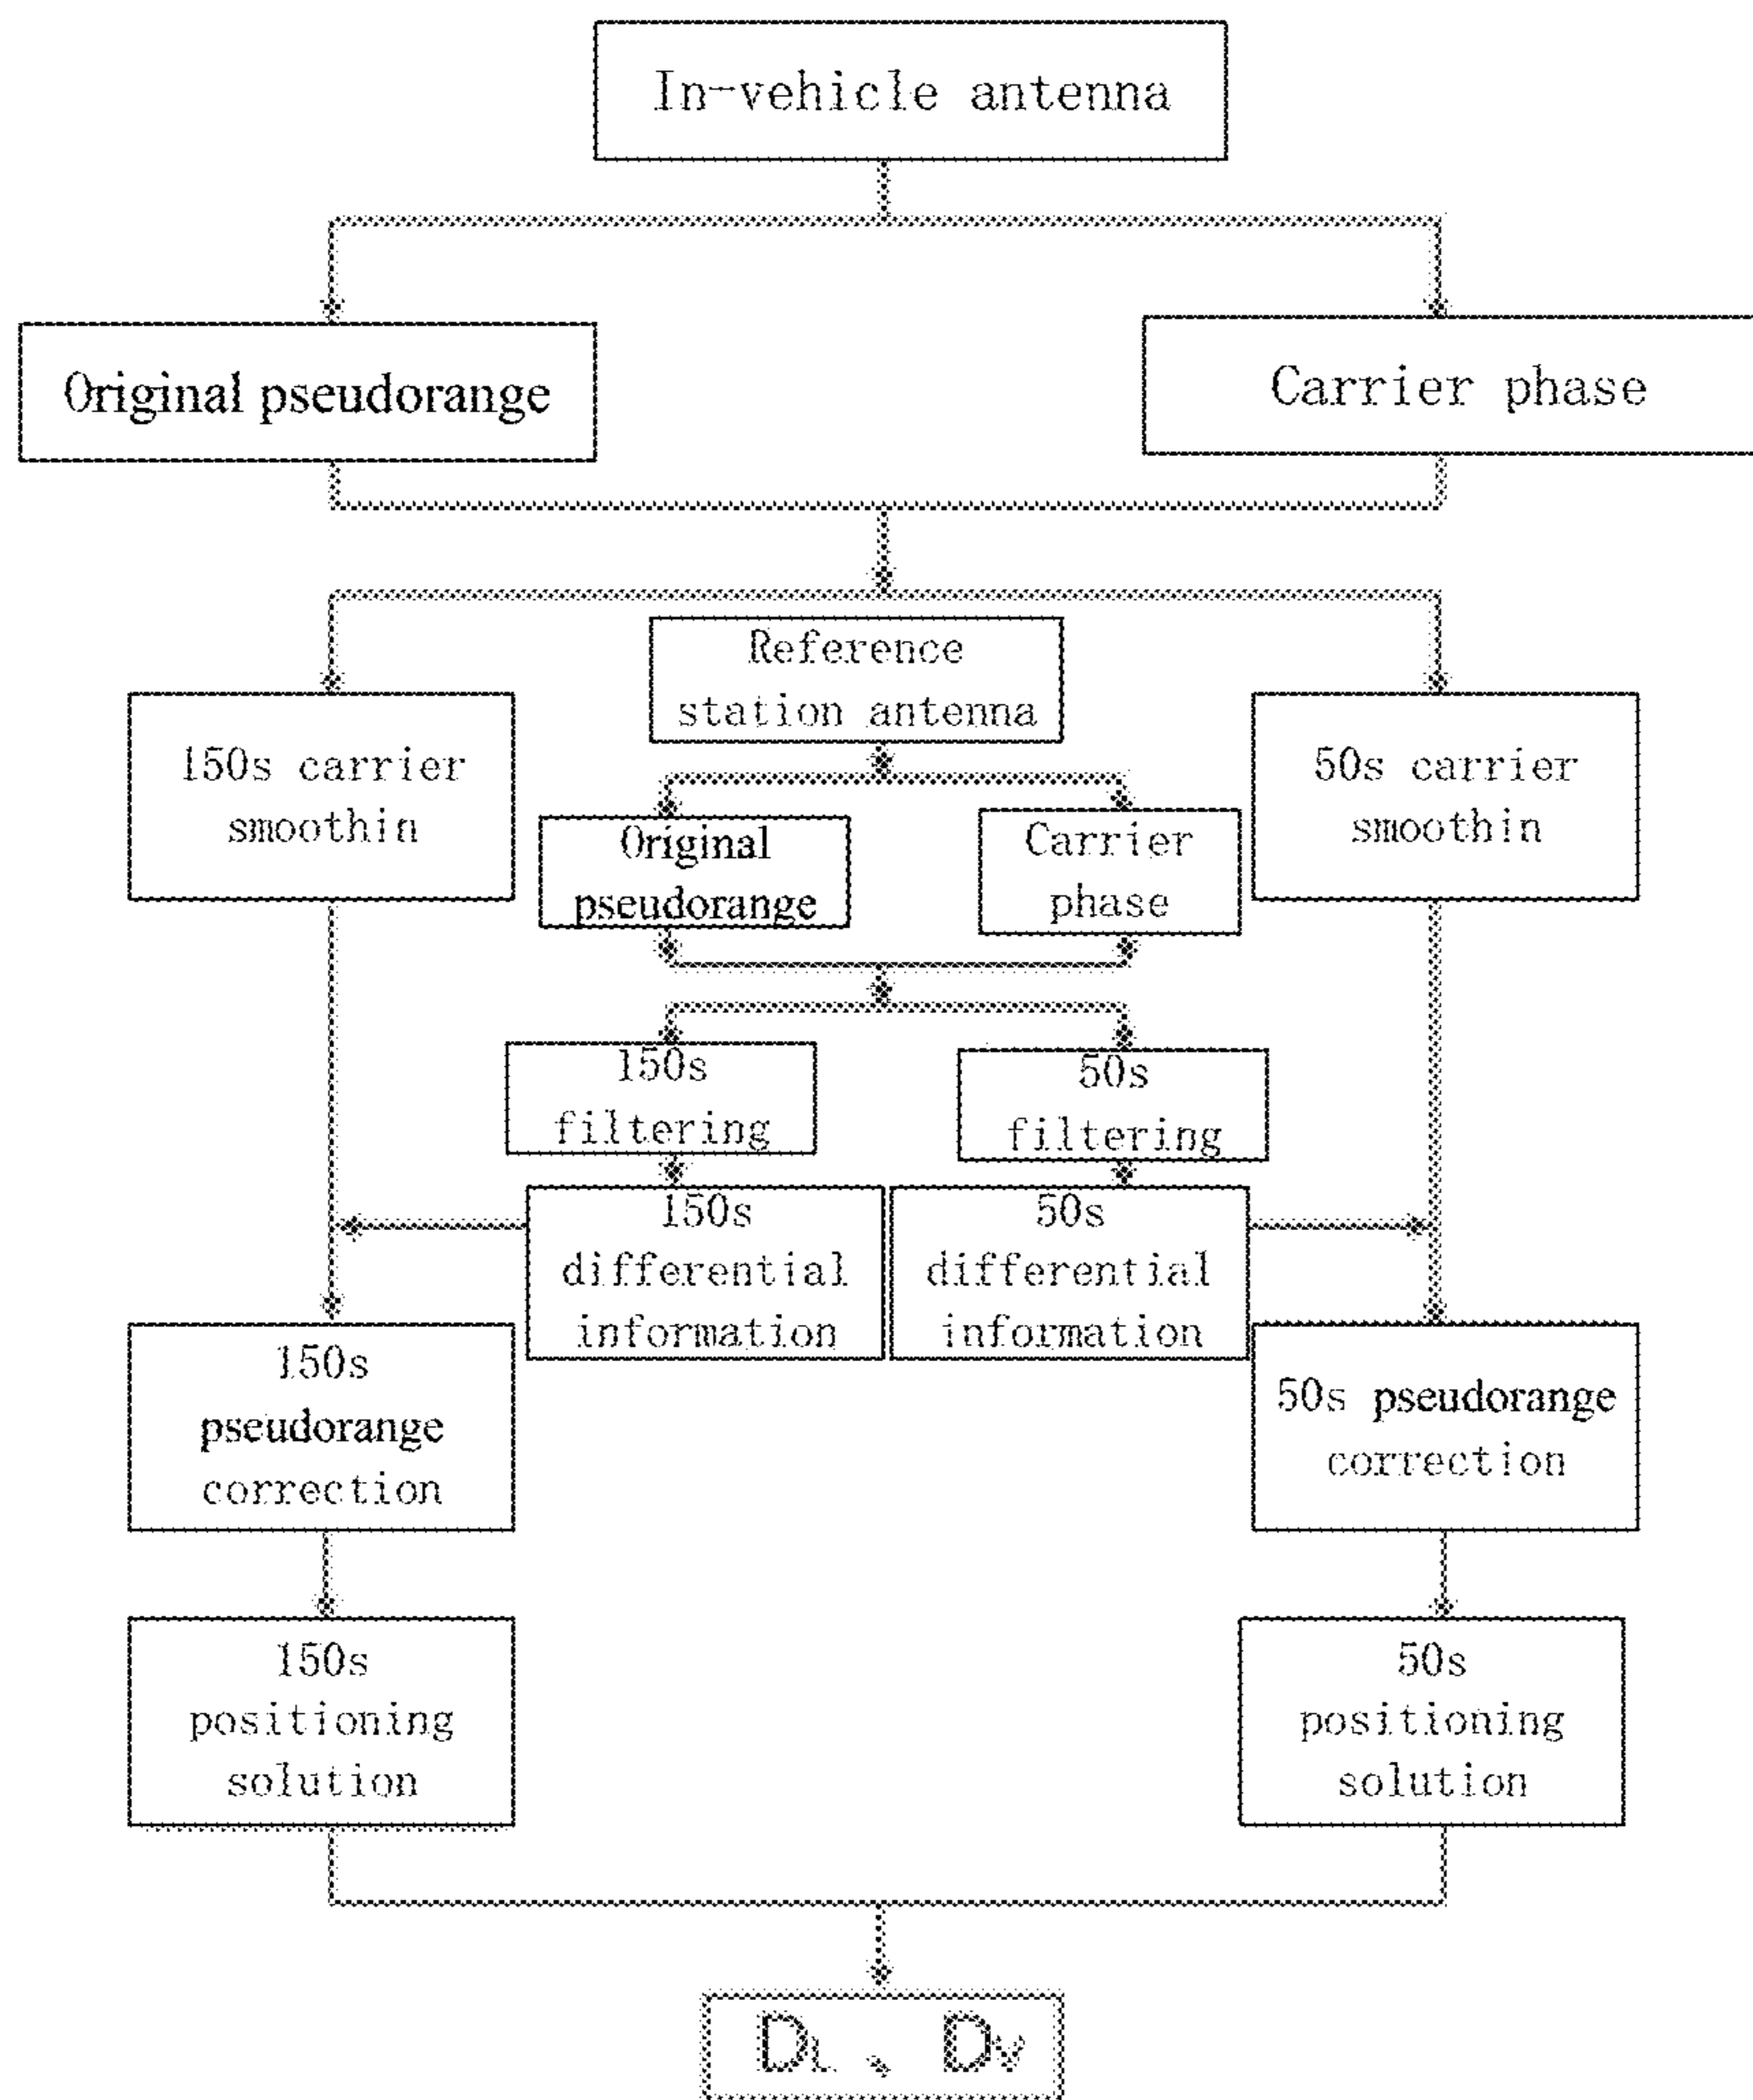 In-vehicle antenna
Original pseudorange
Carrier phase
Reference
station antenna
150s carrier
smoothin
50s carrier
smoothin
Original
pseudorange
Carrier
phase
150s
filtering
50s
filtering
150s
differential
information
50s
differential
information
150s
pseudorange
correction
50s pseudorange
correction
150s
positioning
solution
50s
positioning
solution
DL、DV